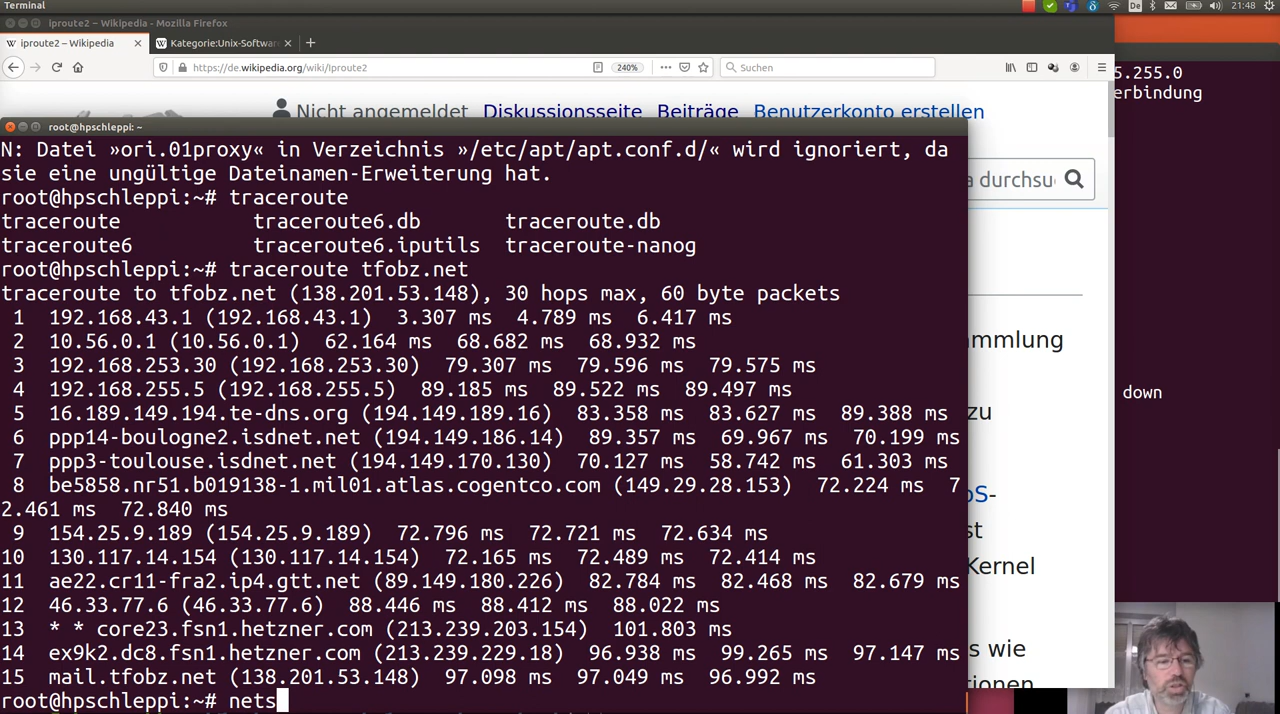 Terminal
De
21:48
iproute2 – Wikipedia - Mozilla Firefox
iproute2 – Wikipedia
Kategorie:Unix-Softwar
https://de.wikipedia.org/wiki/Iproute2
240%
Suchen
5.255.0
erbindung
Nicht angemeldet Diskussionsseite Beiträge Benutzerkonto erstellen
root@hpschleppi: ~
N: Datei »ori.01proxy« in Verzeichnis »/etc/apt/apt.conf.d/« wird ignoriert, da
sie eine ungültige Dateinamen-Erweiterung hat.
root@hpschleppi:~# traceroute
traceroute traceroute6.db traceroute.db
traceroute6 traceroute6.iputils traceroute-nanog
root@hpschleppi:~# traceroute tfobz.net
traceroute to tfobz.net (138.201.53.148), 30 hops max, 60 byte packets
1 192.168.43.1 (192.168.43.1) 3.307 ms 4.789 ms 6.417 ms
2 10.56.0.1 (10.56.0.1) 62.164 ms 68.682 ms 68.932 ms
3 192.168.253.30 (192.168.253.30) 79.307 ms 79.596 ms 79.575 ms
4 192.168.255.5 (192.168.255.5) 89.185 ms 89.522 ms 89.497 ms
5 16.189.149.194.te-dns.org (194.149.189.16) 83.358 ms 83.627 ms 89.388 ms
6 ppp14-boulogne2.isdnet.net (194.149.186.14) 89.357 ms 69.967 ms 70.199 ms
7 ppp3-toulouse.isdnet.net (194.149.170.130) 70.127 ms 58.742 ms 61.303 ms
8 be5858.nr51.b019138-1.mil01.atlas.cogentco.com (149.29.28.153) 72.224 ms 7
2.461 ms 72.840 ms
9 154.25.9.189 (154.25.9.189) 72.796 ms 72.721 ms 72.634 ms
10 130.117.14.154 (130.117.14.154) 72.165 ms 72.489 ms 72.414 ms
11 ae22.cr11-fra2.ip4.gtt.net (89.149.180.226) 82.784 ms 82.468 ms 82.679 ms
12 46.33.77.6 (46.33.77.6) 88.446 ms 88.412 ms 88.022 ms
13 * * core23.fsn1.hetzner.com (213.239.203.154) 101.803 ms
14 ex9k2.dc8.fsn1.hetzner.com (213.239.229.18) 96.938 ms 99.265 ms 97.147 ms
15 mail.tfobz.net (138.201.53.148) 97.098 ms 97.049 ms 96.992 ms
root@hpschleppi:~# nets
a durchsu
mmlung
zu
oS-
st
Kernel
s wie
tionen
down